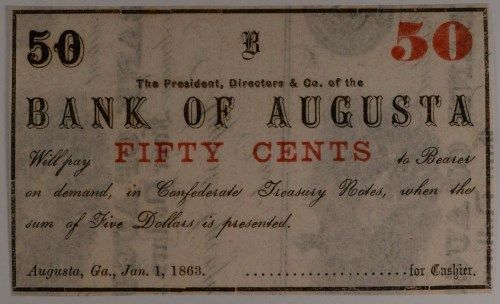 50 B 50
The President, Directors & Co. of the
BANK OF AUGUSTA
Will pay FIFTY CENTS to Bearer
on demand, in Confederate Treasury Notes, when the
sum of Five Dollars is presented.
Augusta, Ga., Jan. 1, 1863. ........................for Cashier.